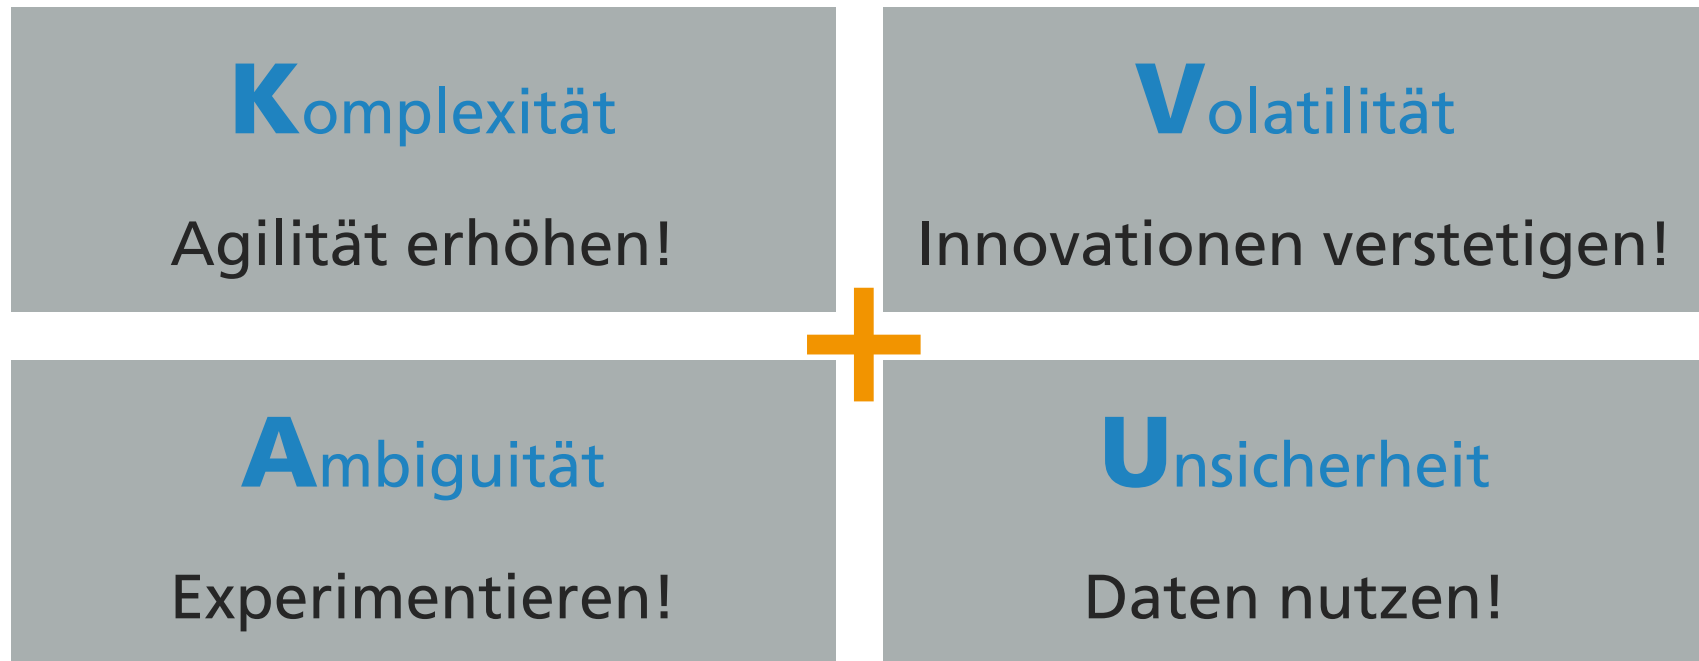 Komplexität
Agilität erhöhen!
Volatilität
Innovationen verstetigen!
Ambiguität
Experimentieren!
Unsicherheit
Daten nutzen!